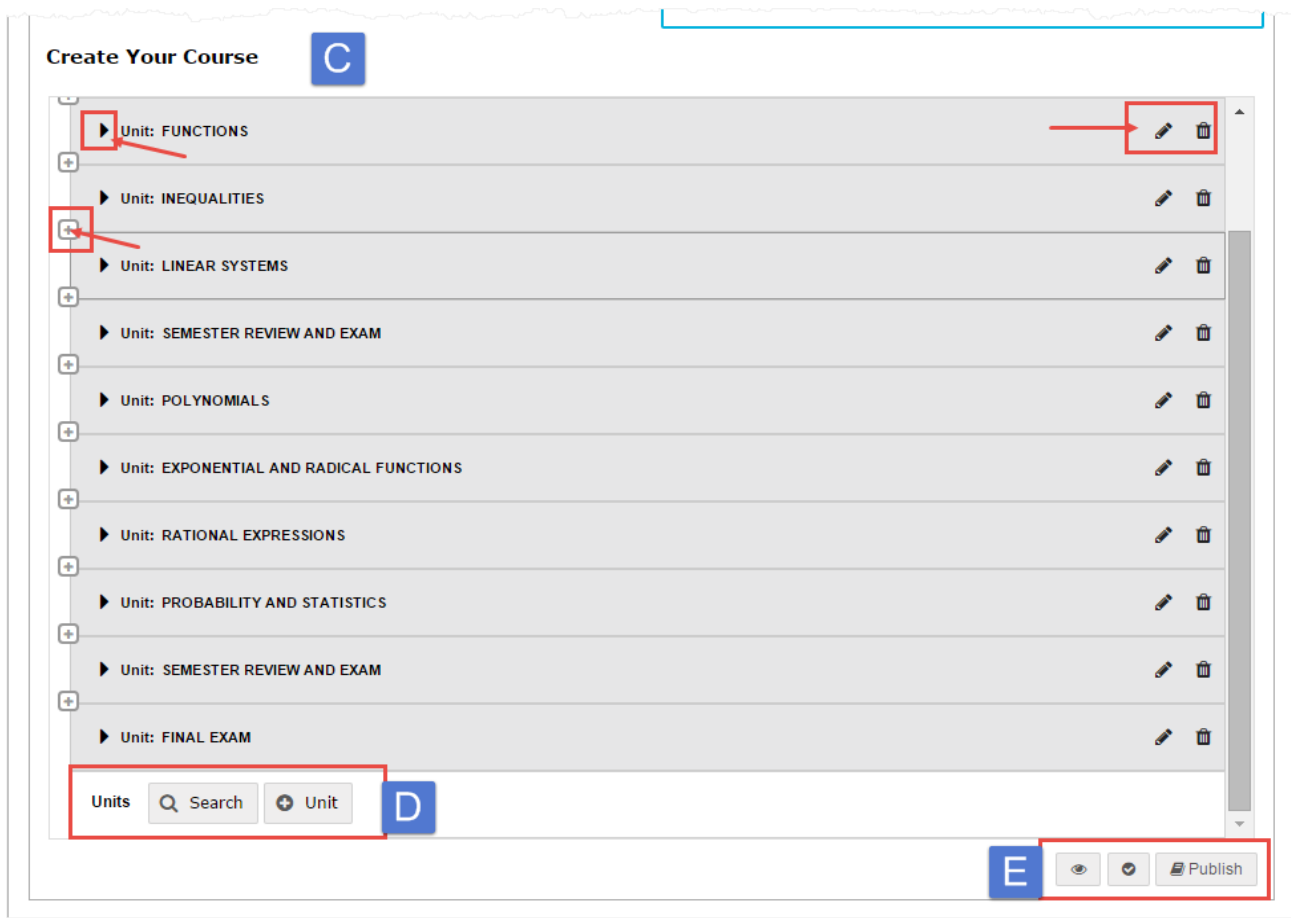 Create Your Course C
Unit: FUNCTIONS
Unit: INEQUALITIES
Unit: LINEAR SYSTEMS
Unit: SEMESTER REVIEW AND EXAM
Unit: POLYNOMIALS
Unit: EXPONENTIAL AND RADICAL FUNCTIONS
Unit: RATIONAL EXPRESSIONS
Unit: PROBABILITY AND STATISTICS
Unit: SEMESTER REVIEW AND EXAM
Unit: FINAL EXAM
Units Search Unit D
E Publish